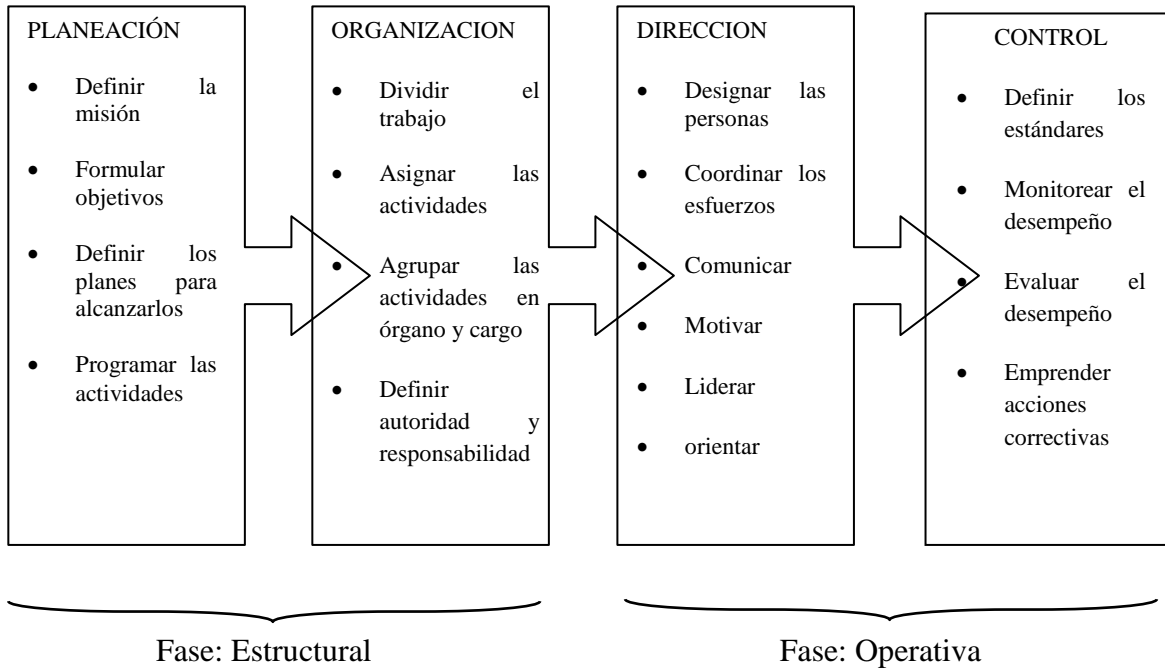 PLANEACIÓN
• Definir la
misión
• Formular
objetivos
• Definir los
planes para
alcanzarlos
• Programar las
actividades
ORGANIZACION
• Dividir el
trabajo
• Asignar las
actividades
• Agrupar las
actividades en
órgano y cargo
• Definir
autoridad y
responsabilidad
DIRECCION
• Designar las
personas
• Coordinar los
esfuerzos
• Comunicar
• Motivar
• Liderar
• orientar
CONTROL
• Definir los
estándares
• Monitorear el
desempeño
• Evaluar el
desempeño
• Emprender
acciones
correctivas
Fase: Estructural
Fase: Operativa